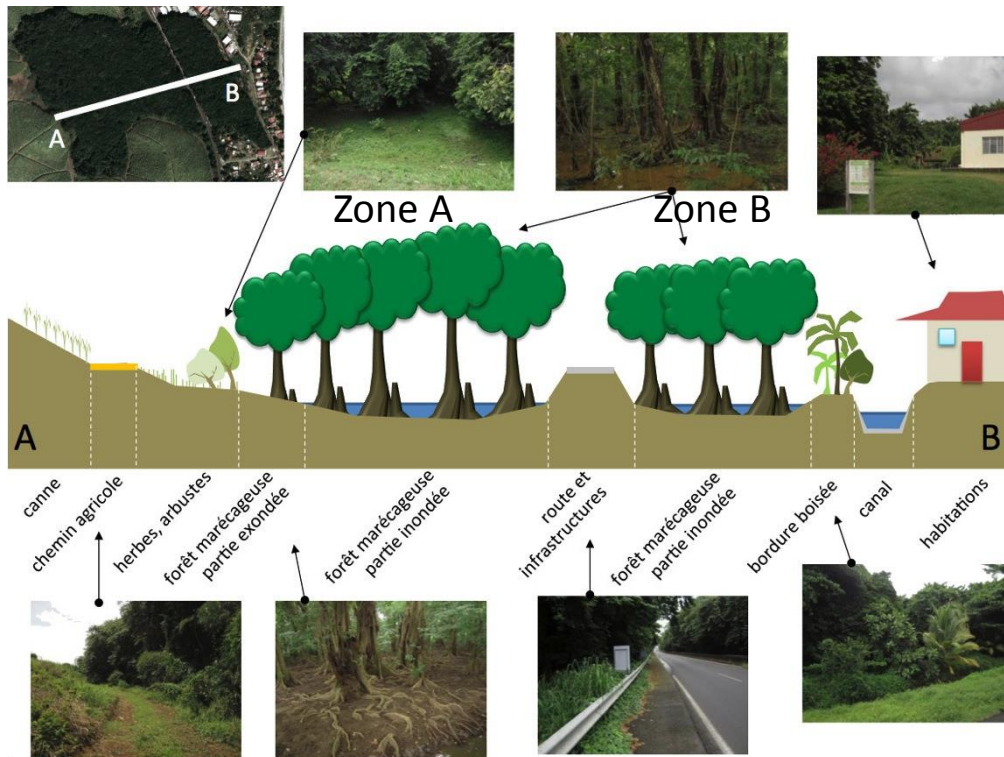 A
B
Zone A
Zone B
A
B
canne
chemin agricole
herbes, arbustes
forêt marécageuse
partie exondée
forêt marécageuse
partie inondée
route et
infrastructures
forêt marécageuse
partie inondée
bordure boisée
canal
habitations